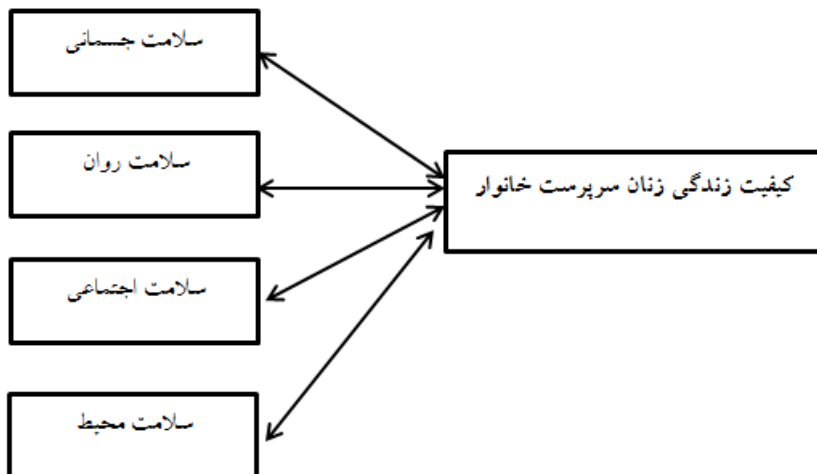 سلامت جسمانی
سلامت روان
کیفیت زندگی زنان سرپرست خانوار
سلامت اجتماعی
سلامت محیط